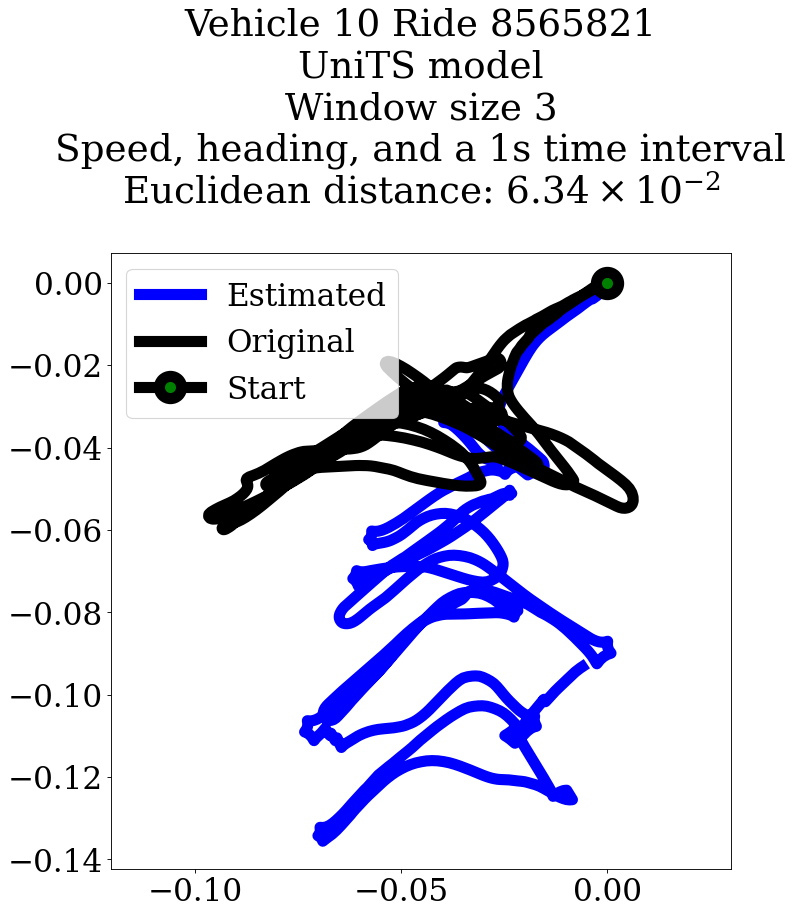 Vehicle 10 Ride 8565821
UniTS model
Window size 3
Speed, heading, and a 1s time interval
Euclidean distance: 6.34 × 10⁻²
Estimated
Original
Start
0.00
−0.02
−0.04
−0.06
−0.08
−0.10
−0.12
−0.14
−0.10 −0.05 0.00